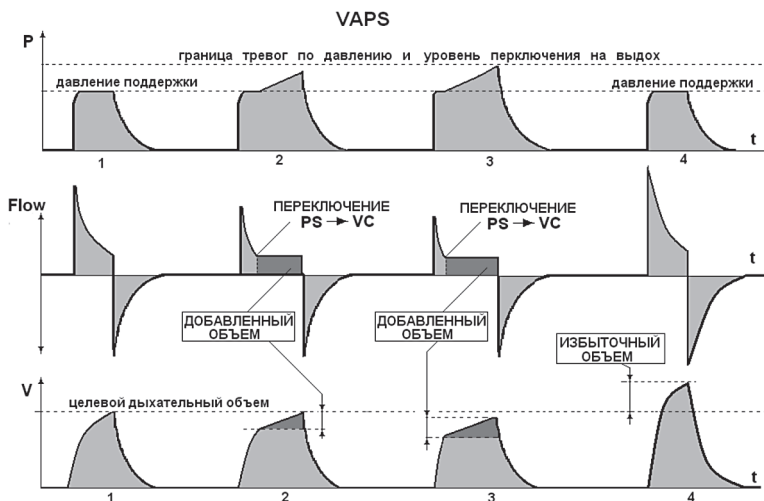 VAPS
P
граница тревог по давлению и уровень перключения на выдох
давление поддержки
давление поддержки
t
1
2
3
4
Flow
ПЕРЕКЛЮЧЕНИЕ
PS → VC
ПЕРЕКЛЮЧЕНИЕ
PS → VC
t
ДОБАВЛЕННЫЙ
ОБЪЕМ
ДОБАВЛЕННЫЙ
ОБЪЕМ
ИЗБЫТОЧНЫЙ
ОБЪЕМ
V
целевой дыхательный объем
t
1
2
3
4